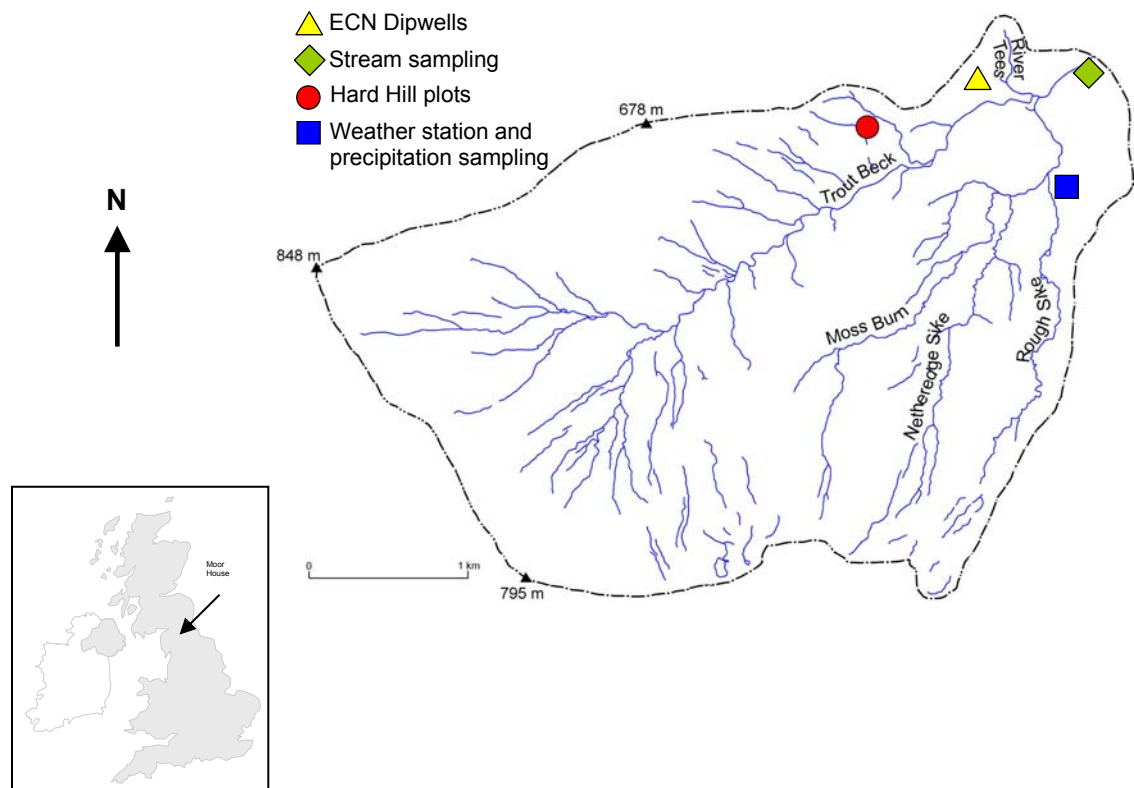 ECN Dipwells
Stream sampling
Hard Hill plots
Weather station and
precipitation sampling
River
Tees
678 m
Trout Beck
N
848 m
Moss Burn
Netheredge Sike
Rough Sike
0
1 km
795 m
Moor
House